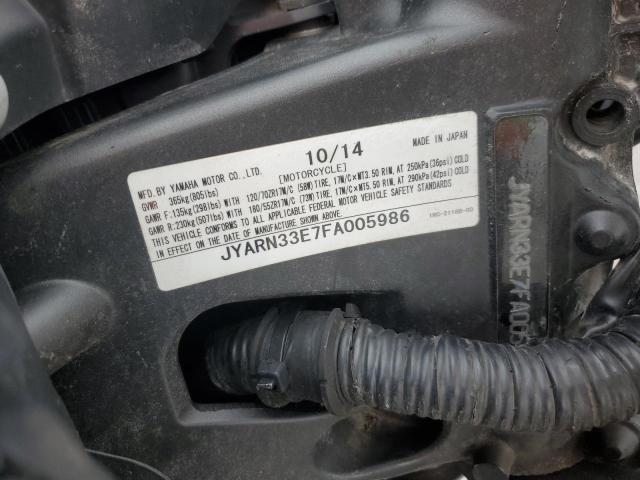 MFD.BY YAMAHA MOTOR CO.,LTD. 10/14 MADE IN JAPAN
[MOTORCYCLE]
GVWR 365kg(805lbs)
GAWR F:135kg(298lbs) WITH 120/70ZR17M/C (58W) TIRE, 17M/C×MT3.50 RIM, AT 250kPa(36psi) COLD
GAWR R:230kg(507lbs) WITH 180/55ZR17M/C (73W) TIRE, 17M/C×MT5.50 RIM, AT 290kPa(42psi) COLD
THIS VEHICLE CONFORMS TO ALL APPLICABLE FEDERAL MOTOR VEHICLE SAFETY STANDARDS
IN EFFECT ON THE DATE OF MANUFACTURE SHOWN ABOVE.
JYARN33E7FA005986
JYARN33E7FA005